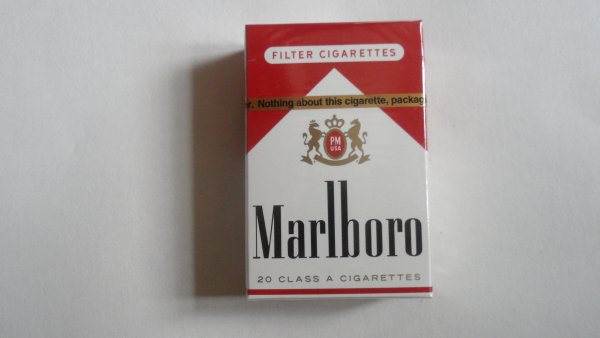 FILTER CIGARETTES
r. Nothing about this cigarette, packag
PM
USA
Marlboro
20 CLASS A CIGARETTES